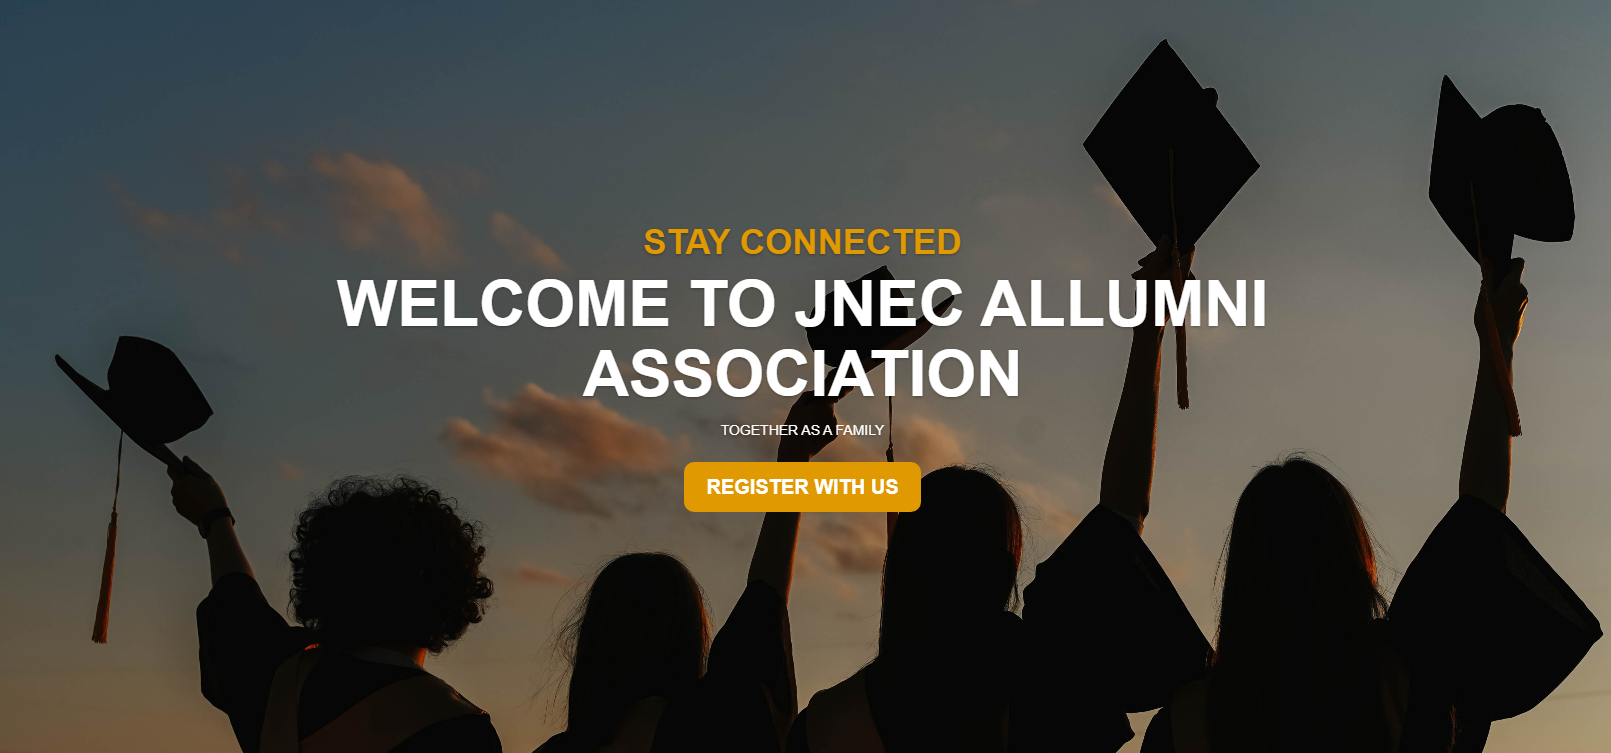 STAY CONNECTED
WELCOME TO JNEC ALLUMNI
ASSOCIATION
TOGETHER AS A FAMILY
REGISTER WITH US